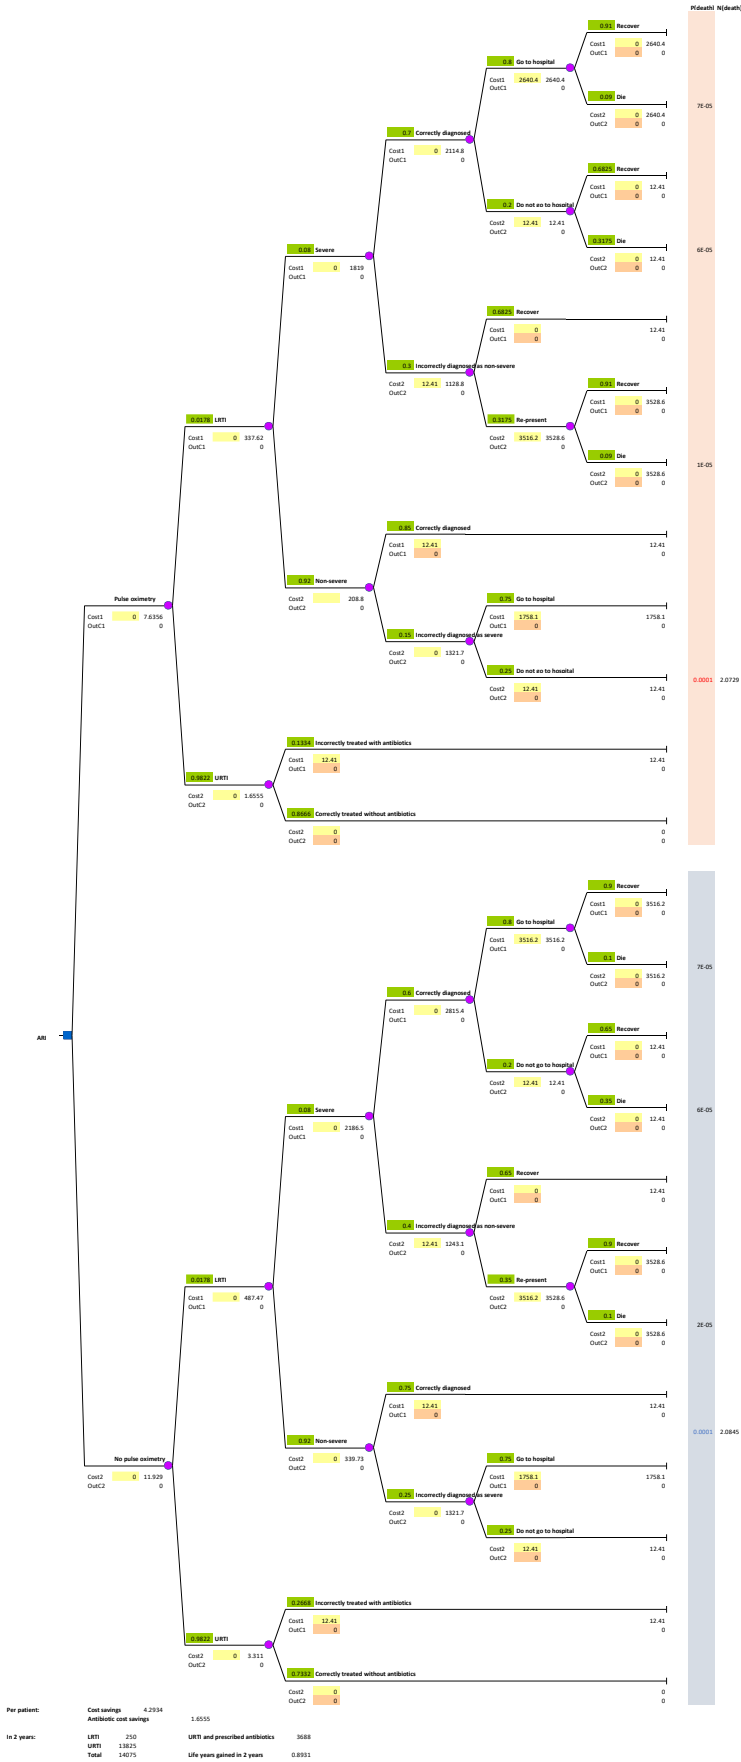 P(death) N(death)
0.91 Recover
Cost1 0 2640.4
OutC1 0 0
0.8 Go to hospital
Cost1 2640.4 2640.4
OutC1 0
0.09 Die
Cost2 0 2640.4
OutC2 0 0
7E-05
0.7 Correctly diagnosed
Cost1 0 2114.8
OutC1 0
0.6825 Recover
Cost1 0 12.41
OutC1 0 0
0.2 Do not eo to hospital
Cost2 12.41 12.41
OutC2 0
0.3175 Die
Cost2 0 12.41
OutC2 0 0
6E-05
0.08 Severe
Cost1 0 1819
OutC1 0
0.6825 Recover
Cost1 0 12.41
OutC1 0 0
0.3 Incorrectly diagnosed as non-severe
Cost2 12.41 1128.8
OutC2 0
0.91 Recover
Cost1 0 3528.6
OutC1 0 0
0.3175 Re-present
Cost2 3516.2 3528.6
OutC2 0
0.09 Die
Cost2 0 3528.6
OutC2 0 0
1E-05
0.0178 LRTI
Cost1 0 337.62
OutC1 0
0.85 Correctly diagnosed
Cost1 12.41 12.41
OutC1 0 0
0.92 Non-severe
Cost2 208.8
OutC2 0
0.75 Go to hospital
Cost1 1758.1 1758.1
OutC1 0 0
0.15 Incorrectly diagnosed as severe
Cost2 0 1321.7
OutC2 0
0.25 Do not eo to hospital
Cost2 12.41 12.41
OutC2 0 0
0.0001 2.0729
Pulse oximetry
Cost1 0 7.6356
OutC1 0
0.1334 Incorrectly treated with antibiotics
Cost1 12.41 12.41
OutC1 0 0
0.9822 URTI
Cost2 0 1.6555
OutC2 0
0.8666 Correctly treated without antibiotics
Cost2 0 0
OutC2 0 0
ARI
0.9 Recover
Cost1 0 3516.2
OutC1 0 0
0.8 Go to hospital
Cost1 3516.2 3516.2
OutC1 0
0.1 Die
Cost2 0 3516.2
OutC2 0 0
7E-05
0.6 Correctly diagnosed
Cost1 0 2815.4
OutC1 0
0.65 Recover
Cost1 0 12.41
OutC1 0 0
0.2 Do not go to hospital
Cost2 12.41 12.41
OutC2 0
0.35 Die
Cost2 0 12.41
OutC2 0 0
6E-05
0.08 Severe
Cost1 0 2186.5
OutC1 0
0.65 Recover
Cost1 0 12.41
OutC1 0 0
0.4 Incorrectly diagnosed as non-severe
Cost2 12.41 1243.1
OutC2 0
0.9 Recover
Cost1 0 3528.6
OutC1 0 0
0.35 Re-present
Cost2 3516.2 3528.6
OutC2 0
0.1 Die
Cost2 0 3528.6
OutC2 0 0
2E-05
0.0178 LRTI
Cost1 0 487.47
OutC1 0
0.75 Correctly diagnosed
Cost1 12.41 12.41
OutC1 0 0
0.0001 2.0845
0.92 Non-severe
Cost2 0 339.73
OutC2 0
0.75 Go to hospital
Cost1 1758.1 1758.1
OutC1 0 0
0.25 Incorrectly diagnosed as severe
Cost2 0 1321.7
OutC2 0
0.25 Do not go to hospital
Cost2 12.41 12.41
OutC2 0 0
No pulse oximetry
Cost2 0 11.929
OutC2 0
0.2668 Incorrectly treated with antibiotics
Cost1 12.41 12.41
OutC1 0 0
0.9822 URTI
Cost2 0 3.311
OutC2 0
0.7332 Correctly treated without antibiotics
Cost2 0 0
OutC2 0 0
Per patient: Cost savings 4.2934
Antibiotic cost savings 1.6555
In 2 years: LRTI 250 URTI and prescribed antibiotics 3688
URTI 13825
Total 14075 Life years gained in 2 years 0.8931